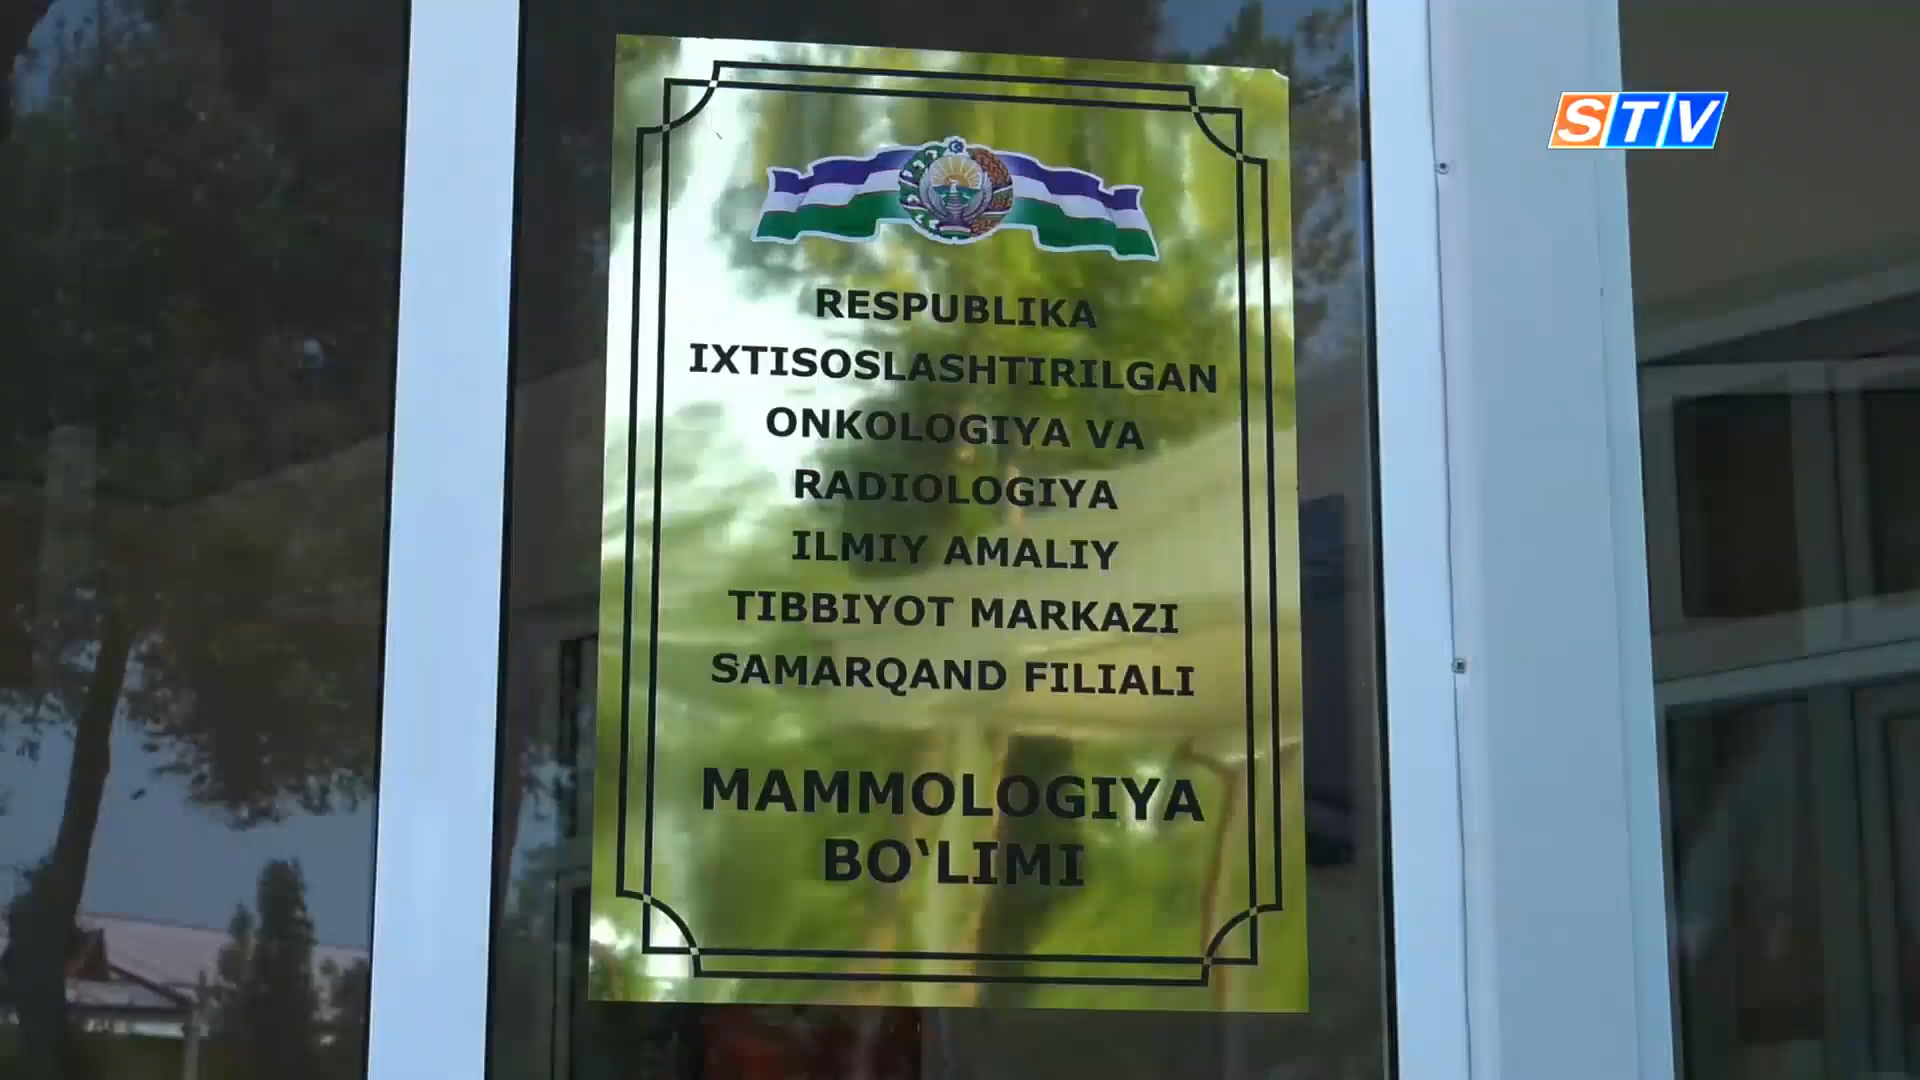 STV
RESPUBLIKA
IXTISOSLASHTIRILGAN
ONKOLOGIYA VA
RADIOLOGIYA
ILMIY AMALIY
TIBBIYOT MARKAZI
SAMARQAND FILIALI
MAMMOLOGIYA
BO‘LIMI